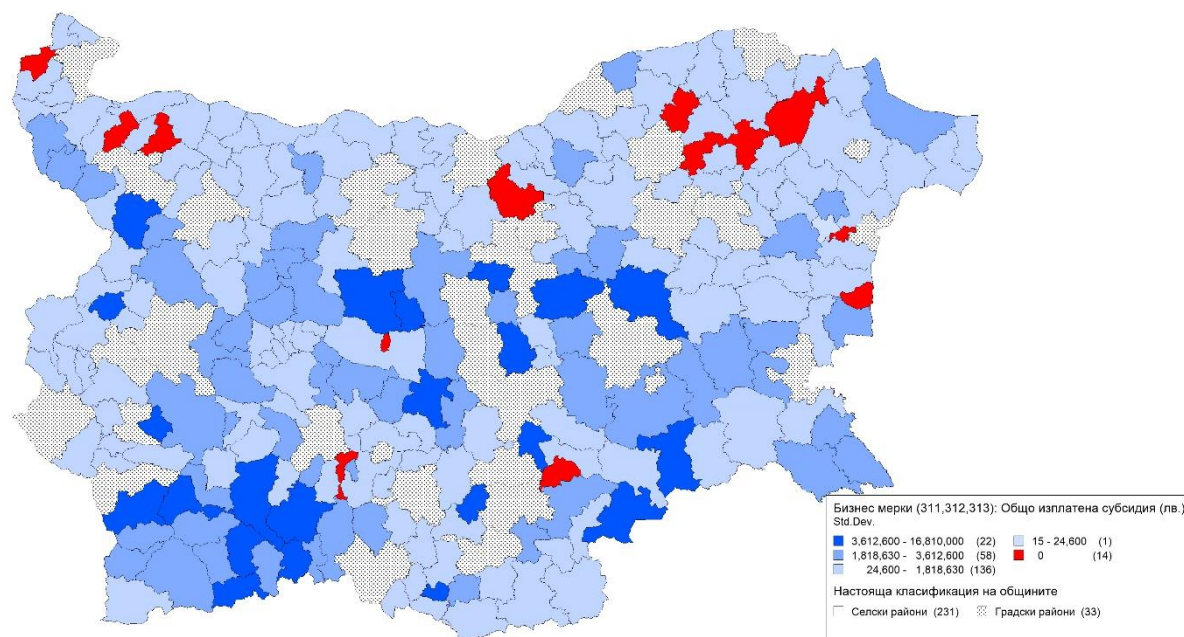 Бизнес мерки (311,312,313): Общо изплатена субсидия (лв.)
Std.Dev.
3,612,600 - 16,810,000 (22) 15 - 24,600 (1)
1,818,630 - 3,612,600 (58) 0 (14)
24,600 - 1,818,630 (136)
Настояща класификация на общините
Селски райони (231) Градски райони (33)